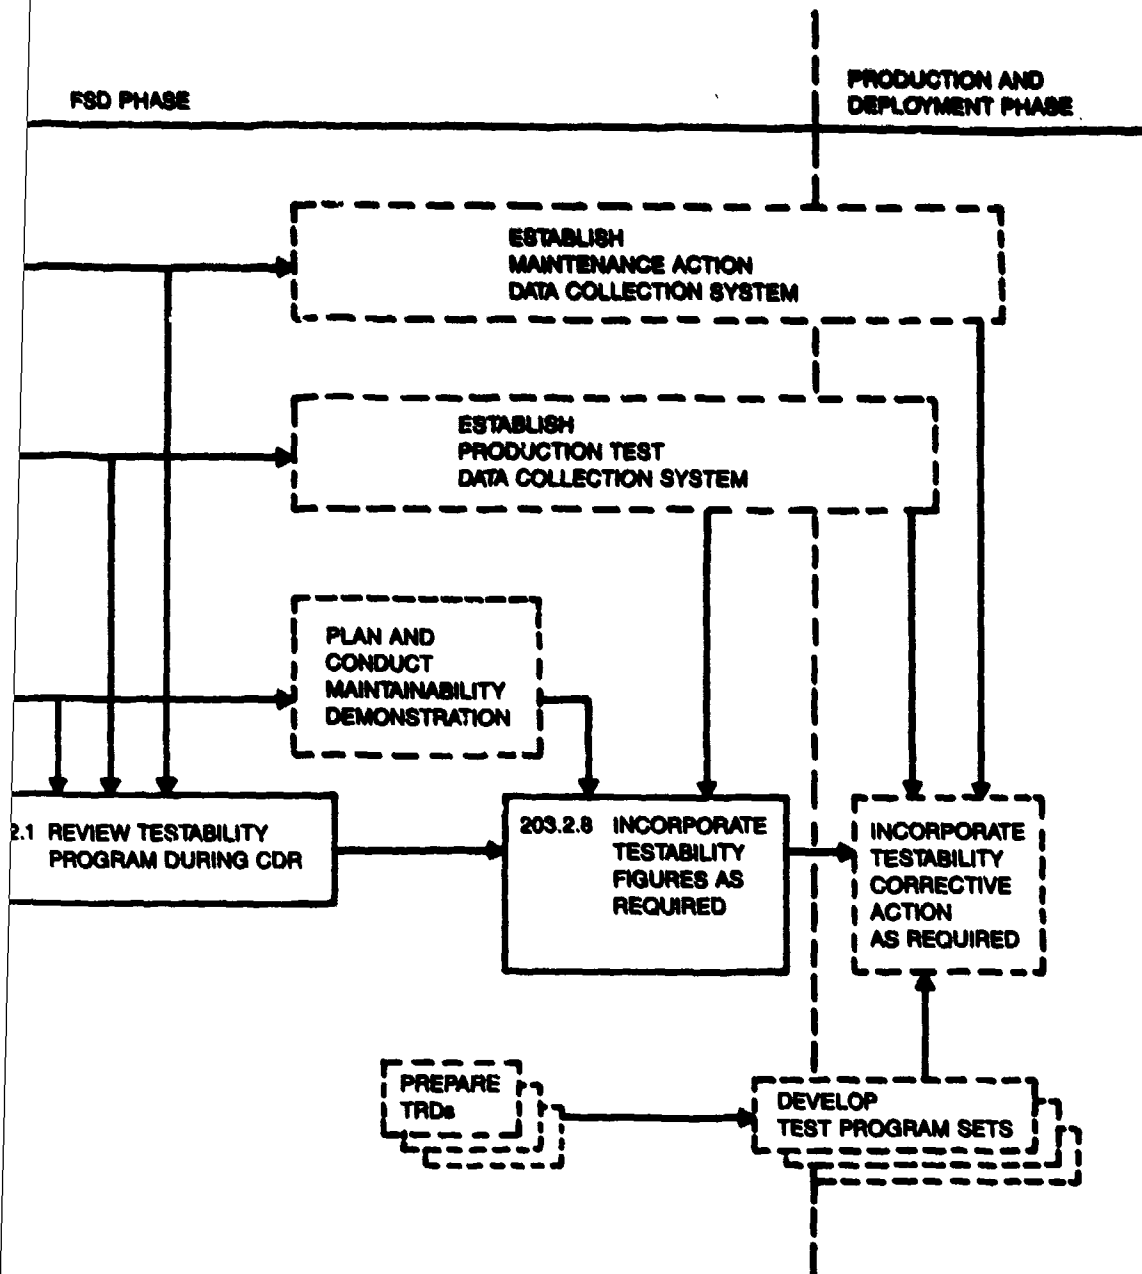 FSD PHASE
PRODUCTION AND
DEPLOYMENT PHASE
ESTABLISH
MAINTENANCE ACTION
DATA COLLECTION SYSTEM
ESTABLISH
PRODUCTION TEST
DATA COLLECTION SYSTEM
PLAN AND
CONDUCT
MAINTAINABILITY
DEMONSTRATION
2.1 REVIEW TESTABILITY
PROGRAM DURING CDR
203.2.8 INCORPORATE
TESTABILITY
FIGURES AS
REQUIRED
INCORPORATE
TESTABILITY
CORRECTIVE
ACTION
AS REQUIRED
PREPARE
TRDs
DEVELOP
TEST PROGRAM SETS